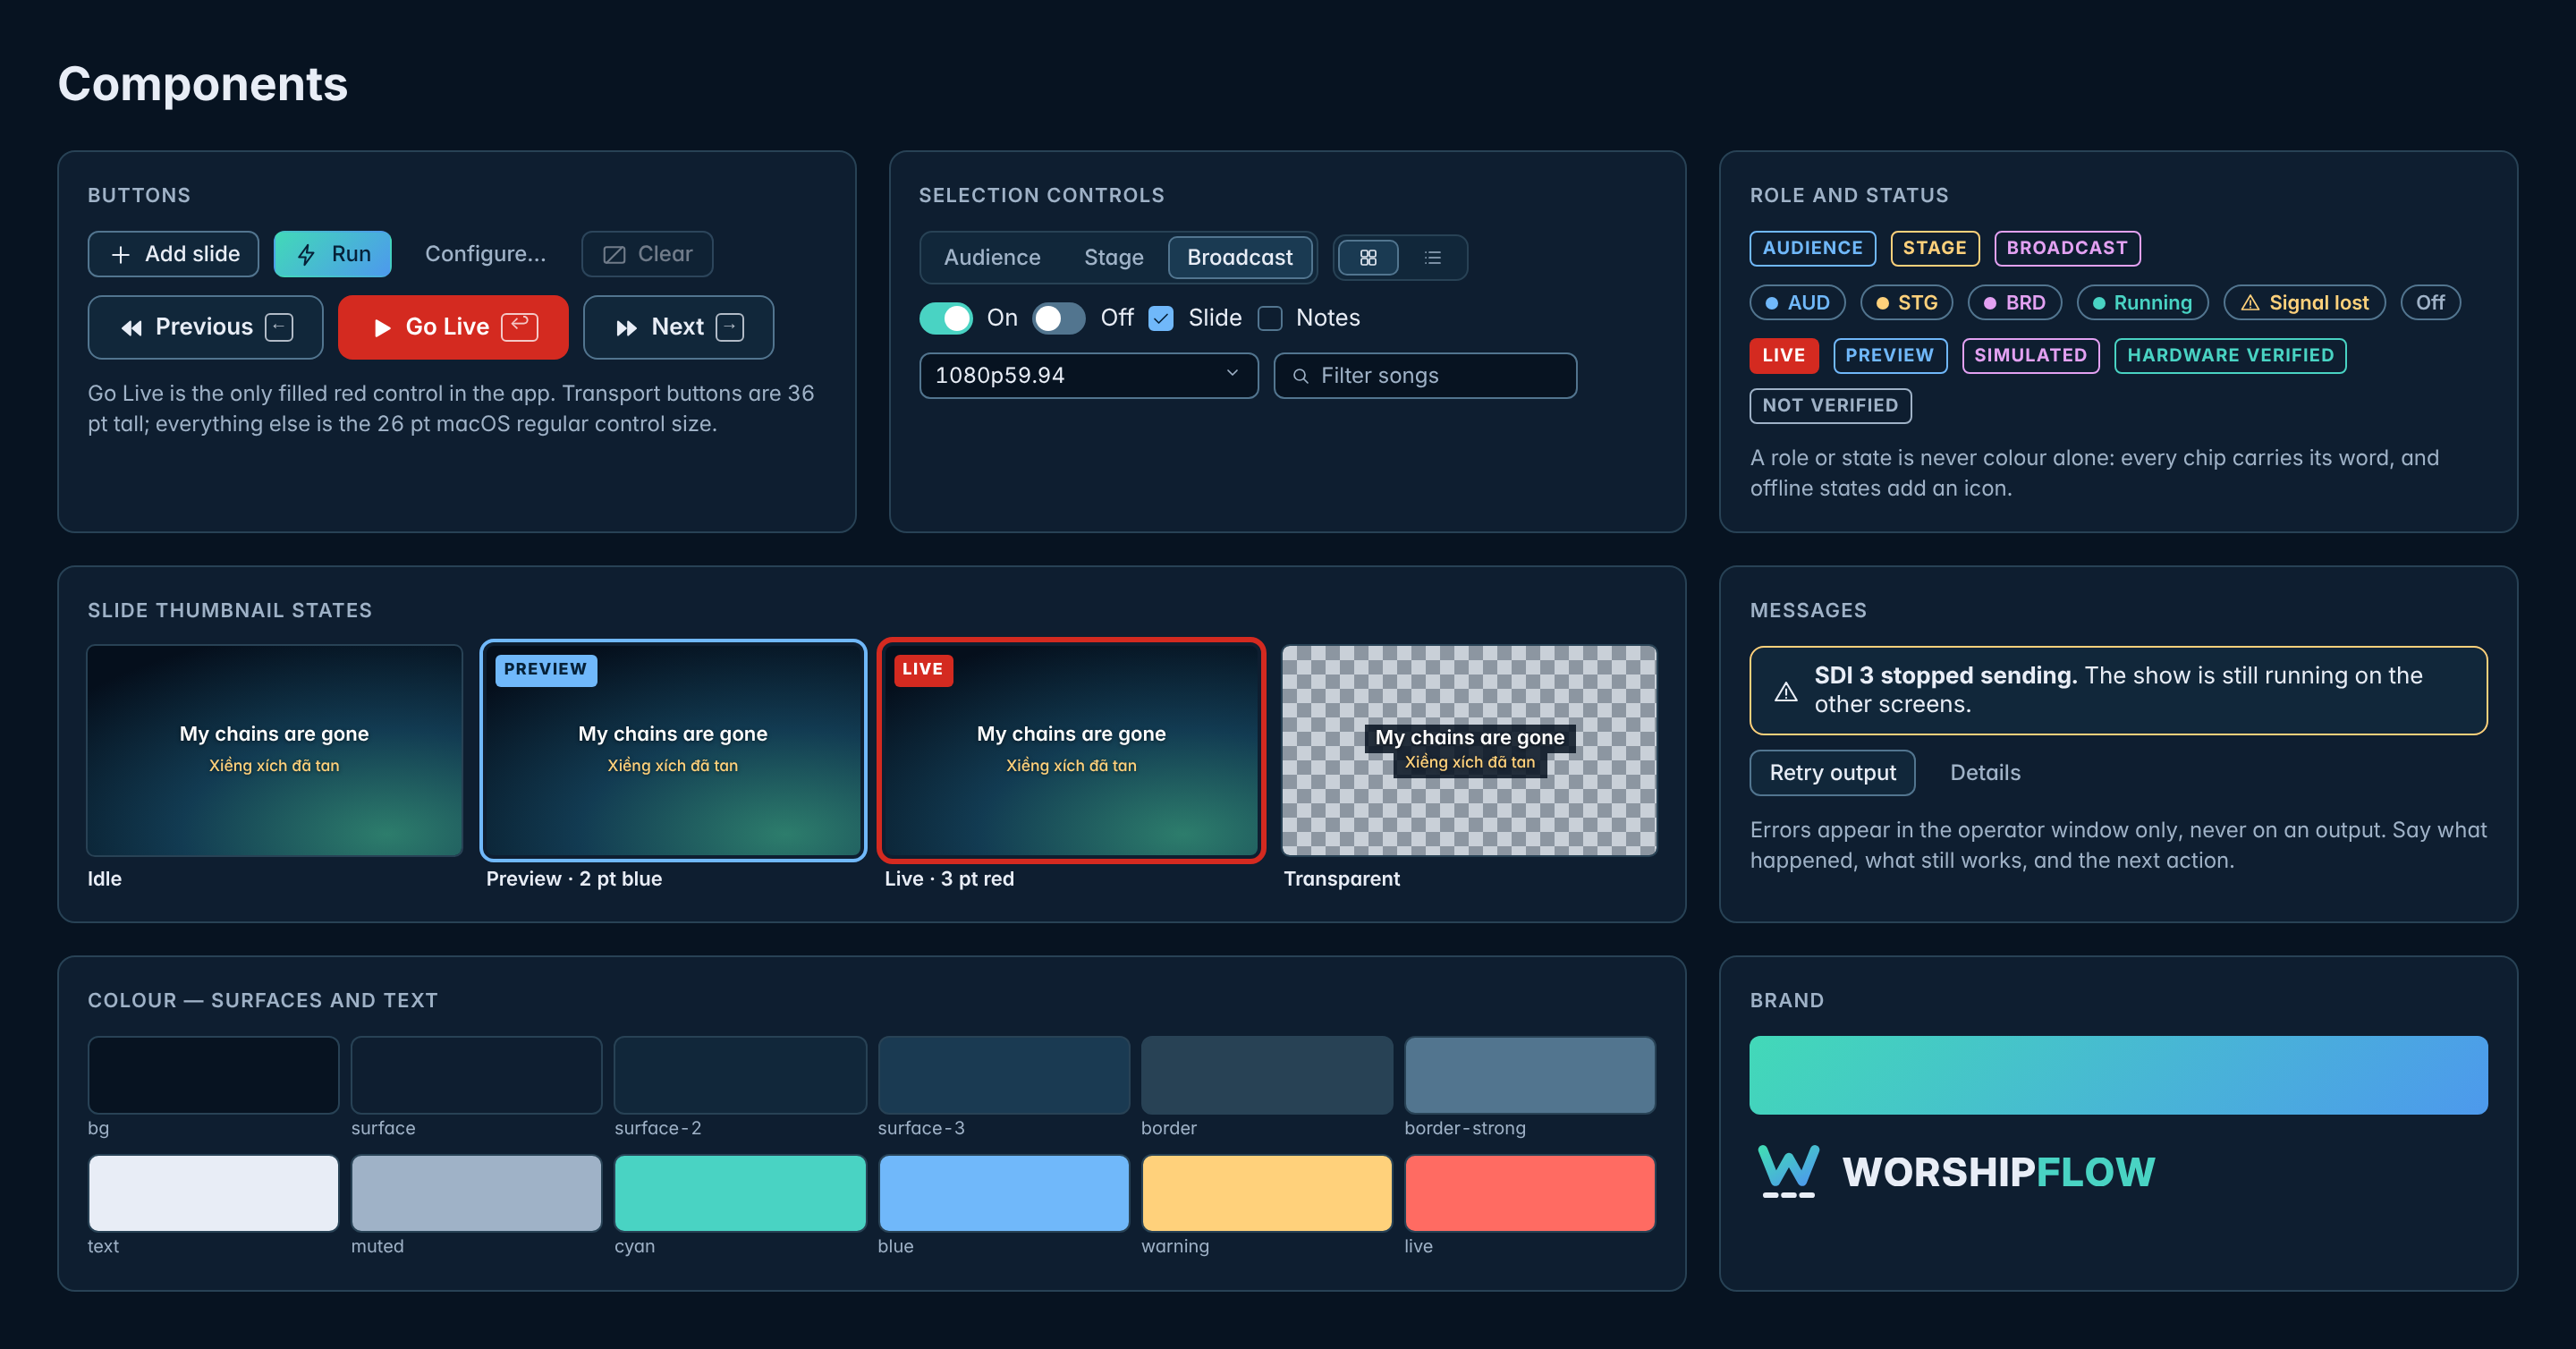 Components
BUTTONS
Add slide
Run
Configure...
Clear
Previous ←
Go Live ↩
Next →
Go Live is the only filled red control in the app. Transport buttons are 36
pt tall; everything else is the 26 pt macOS regular control size.
SELECTION CONTROLS
Audience
Stage
Broadcast
On
Off
Slide
Notes
1080p59.94
Filter songs
ROLE AND STATUS
AUDIENCE
STAGE
BROADCAST
AUD
STG
BRD
Running
Signal lost
Off
LIVE
PREVIEW
SIMULATED
HARDWARE VERIFIED
NOT VERIFIED
A role or state is never colour alone: every chip carries its word, and
offline states add an icon.
SLIDE THUMBNAIL STATES
My chains are gone
Xiềng xích đã tan
Idle
PREVIEW
My chains are gone
Xiềng xích đã tan
Preview · 2 pt blue
LIVE
My chains are gone
Xiềng xích đã tan
Live · 3 pt red
My chains are gone
Xiềng xích đã tan
Transparent
MESSAGES
SDI 3 stopped sending. The show is still running on the
other screens.
Retry output
Details
Errors appear in the operator window only, never on an output. Say what
happened, what still works, and the next action.
COLOUR — SURFACES AND TEXT
bg
surface
surface-2
surface-3
border
border-strong
text
muted
cyan
blue
warning
live
BRAND
WORSHIPFLOW